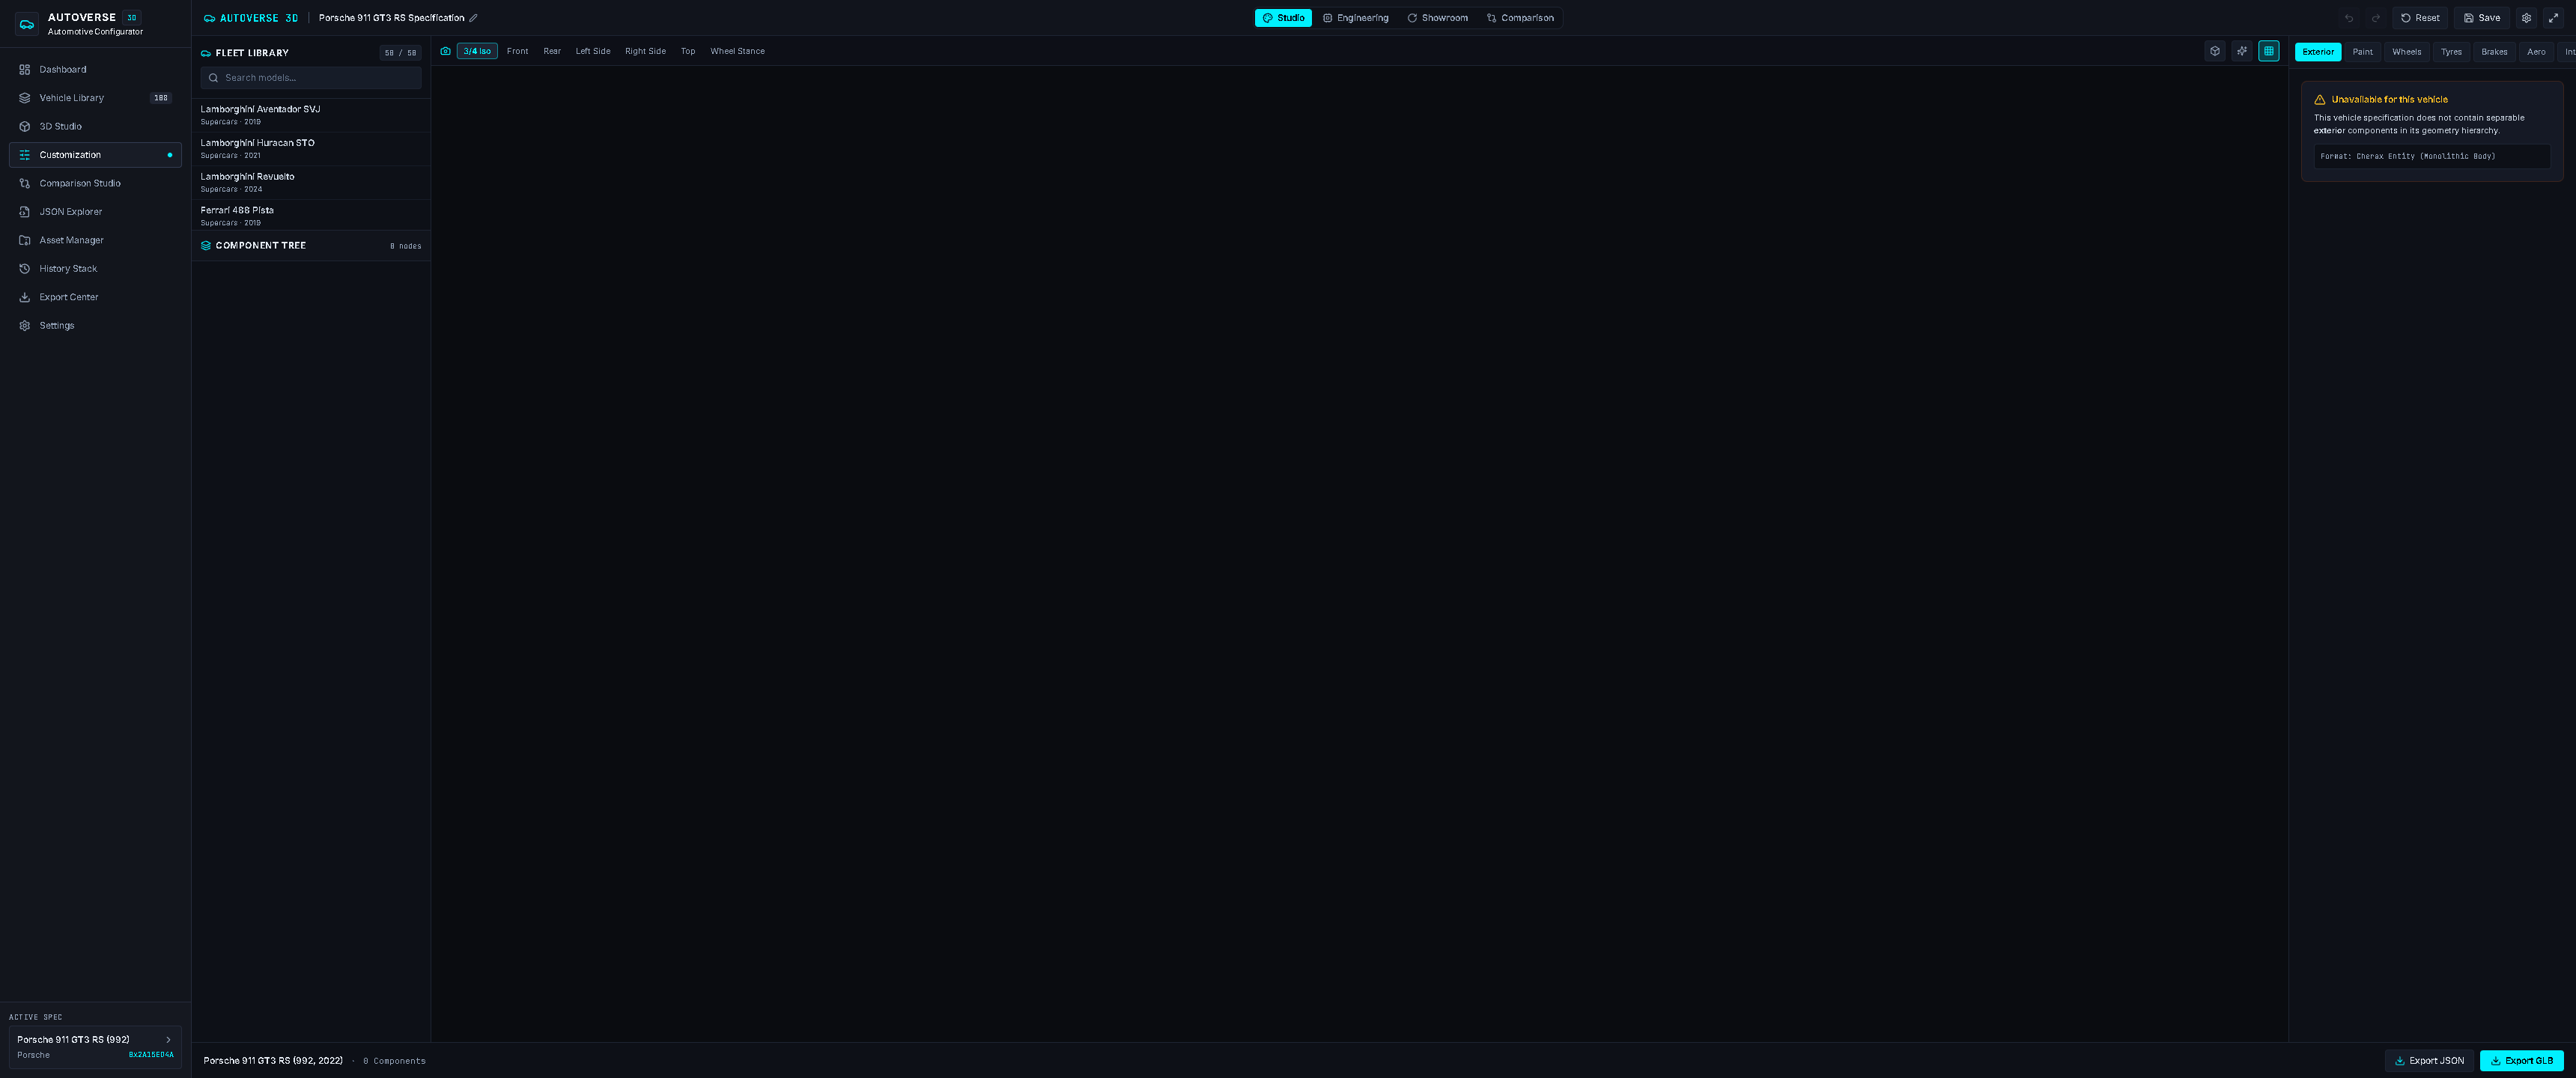 AUTOVERSE 3D
Automotive Configurator
Dashboard
Vehicle Library 188
3D Studio
Customization
Comparison Studio
JSON Explorer
Asset Manager
History Stack
Export Center
Settings
ACTIVE SPEC
Porsche 911 GT3 RS (992)
Porsche 0x2A15E04A
AUTOVERSE 3D | Porsche 911 GT3 RS Specification
Studio Engineering Showroom Comparison
Reset Save
FLEET LIBRARY 58 / 58
Search models...
Lamborghini Aventador SVJ
Supercars · 2019
Lamborghini Huracan STO
Supercars · 2021
Lamborghini Revuelto
Supercars · 2024
Ferrari 488 Pista
Supercars · 2019
COMPONENT TREE 0 nodes
3/4 Iso Front Rear Left Side Right Side Top Wheel Stance
Exterior Paint Wheels Tyres Brakes Aero Int
Unavailable for this vehicle
This vehicle specification does not contain separable
exterior components in its geometry hierarchy.
Format: Cherax Entity (Monolithic Body)
Porsche 911 GT3 RS (992, 2022) · 0 Components
Export JSON Export GLB